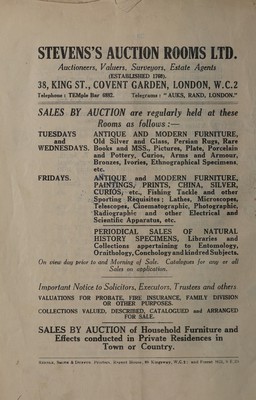 STEVENS'S AUCTION ROOMS LTD.
Auctioneers, Valuers, Surveyors, Estate Agents
(ESTABLISHED 1760).
38, KING ST., COVENT GARDEN, LONDON, W.C.2
Telephone: TEMple Bar 4882. Telegrams: "AUKS, RAND, LONDON."
SALES BY AUCTION are regularly held at these
Rooms as follows:—
TUESDAYS ANTIQUE AND MODERN FURNITURE,
and Old Silver and Glass, Persian Rugs, Rare
WEDNESDAYS. Books and MSS., Pictures, Plate, Porcelain
and Pottery, Curios, Arms and Armour,
Bronzes, Ivories, Ethnographical Specimens,
etc.
FRIDAYS. ANTIQUE and MODERN FURNITURE,
PAINTINGS, PRINTS, CHINA, SILVER,
CURIOS, etc., Fishing Tackle and other
Sporting Requisites; Lathes, Microscopes,
Telescopes, Cinematographic, Photographic,
Radiographic and other Electrical and
Scientific Apparatus, etc.
PERIODICAL SALES OF NATURAL
HISTORY SPECIMENS, Libraries and
Collections appertaining to Entomology,
Ornithology, Conchology and kindred Subjects.
On view day prior to and Morning of Sale. Catalogues for any or all
Sales on application.
Important Notice to Solicitors, Executors, Trustees and others
VALUATIONS FOR PROBATE, FIRE INSURANCE, FAMILY DIVISION
OR OTHER PURPOSES.
COLLECTIONS VALUED, DESCRIBED, CATALOGUED and ARRANGED
FOR SALE.
SALES BY AUCTION of Household Furniture and
Effects conducted in Private Residences in
Town or Country.